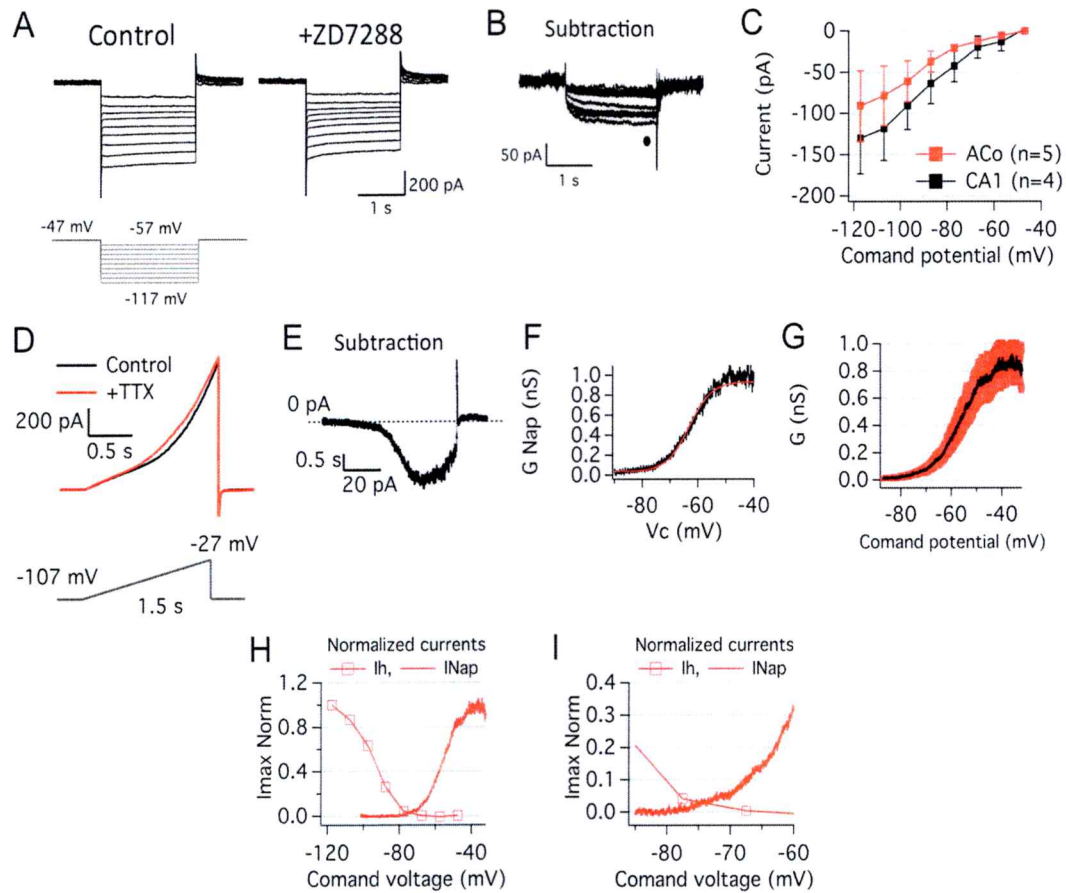 A
Control
+ZD7288
200 pA
1 s
-47 mV
-57 mV
-117 mV
B
Subtraction
50 pA
1 s
C
Current (pA)
0
-50
-100
-150
-200
ACo (n=5)
CA1 (n=4)
-120 -100 -80 -60 -40
Comand potential (mV)
D
Control
+TTX
200 pA
0.5 s
-27 mV
-107 mV
1.5 s
E
Subtraction
0 pA
0.5 s
20 pA
F
G Nap (nS)
1.0
0.8
0.6
0.4
0.2
0.0
-80 -60 -40
Vc (mV)
G
G (nS)
1.0
0.8
0.6
0.4
0.2
0.0
-80 -60 -40
Comand potential (mV)
H
Normalized currents
Ih, INap
Imax Norm
1.2
0.8
0.4
0.0
-120 -80 -40
Comand voltage (mV)
I
Normalized currents
Ih, INap
Imax Norm
0.4
0.3
0.2
0.1
0.0
-80 -70 -60
Comand voltage (mV)